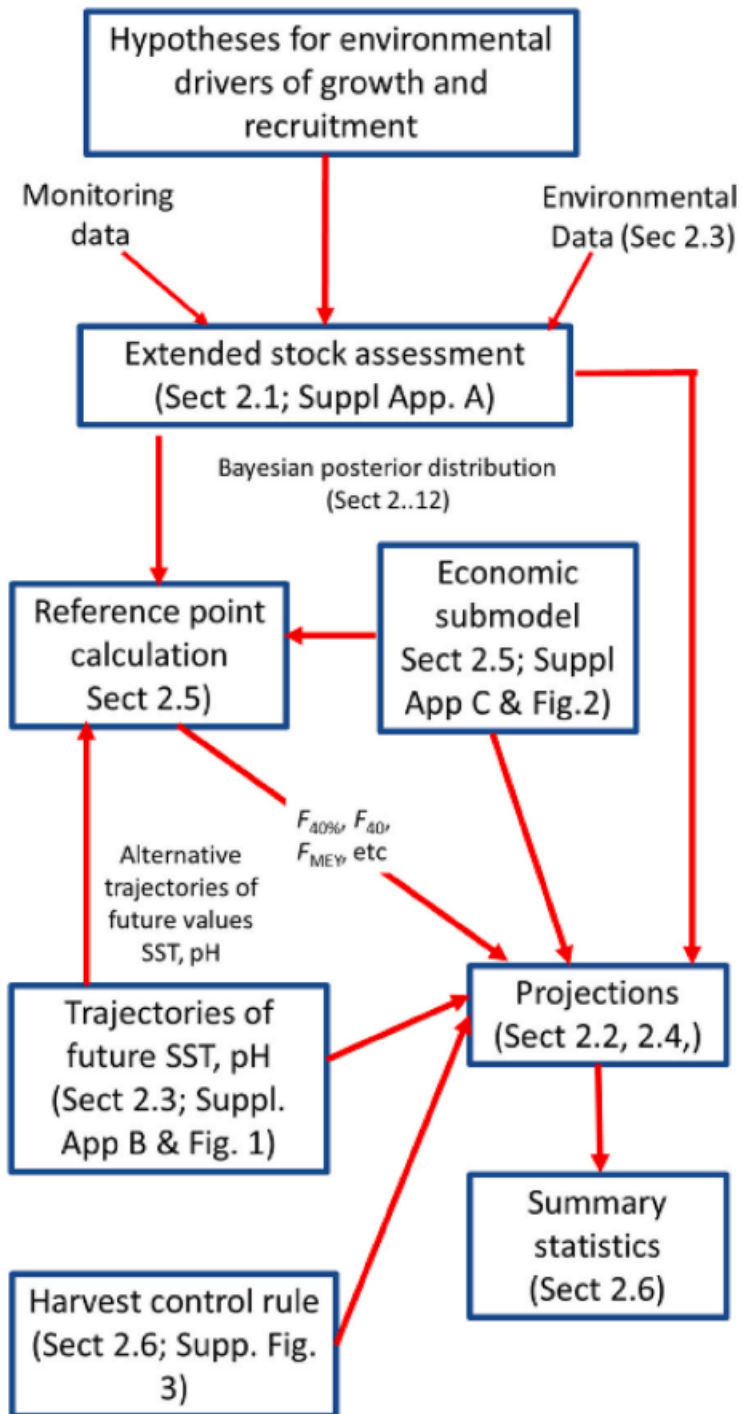 Hypotheses for environmental
drivers of growth and
recruitment
Monitoring
data
Environmental
Data (Sec 2.3)
Extended stock assessment
(Sect 2.1; Suppl App. A)
Bayesian posterior distribution
(Sect 2..12)
Reference point
calculation
Sect 2.5)
Economic
submodel
Sect 2.5; Suppl
App C & Fig.2)
F40%, F40,
FMEY, etc
Alternative
trajectories of
future values
SST, pH
Trajectories of
future SST, pH
(Sect 2.3; Suppl.
App B & Fig. 1)
Projections
(Sect 2.2, 2.4,)
Summary
statistics
(Sect 2.6)
Harvest control rule
(Sect 2.6; Supp. Fig.
3)